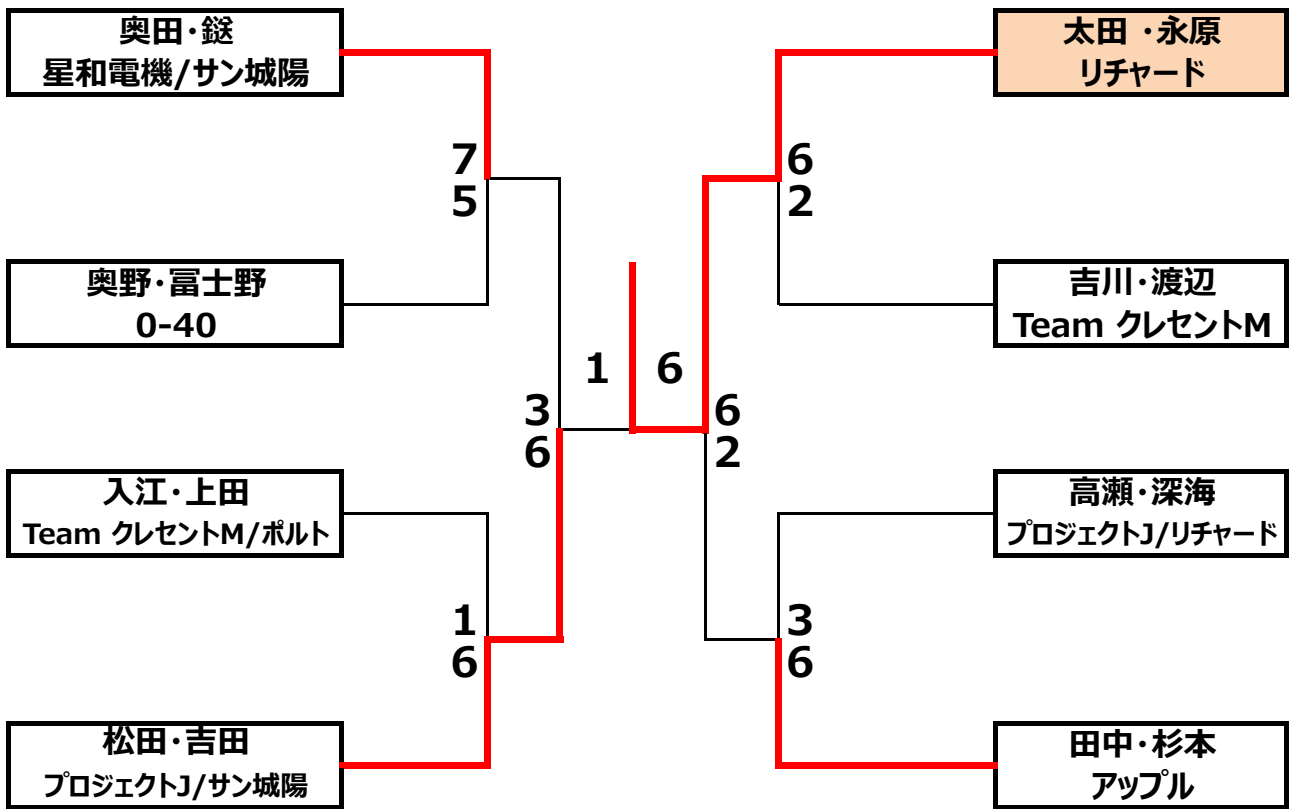 奥田・鎹
星和電機/サン城陽
太田 ・永原
リチャード
7
5
6
2
奥野・冨士野
0-40
吉川・渡辺
Team クレセントM
1
6
3
6
6
2
入江・上田
Team クレセントM/ポルト
高瀬・深海
プロジェクトJ/リチャード
1
6
3
6
松田・吉田
プロジェクトJ/サン城陽
田中・杉本
アップル